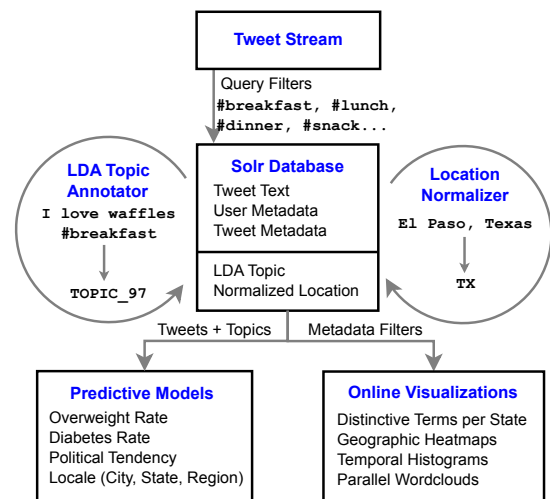 Tweet Stream
Query Filters
#breakfast, #lunch,
#dinner, #snack...
LDA Topic
Annotator
I love waffles
#breakfast
TOPIC_97
Solr Database
Tweet Text
User Metadata
Tweet Metadata
LDA Topic
Normalized Location
Location
Normalizer
El Paso, Texas
TX
Tweets + Topics
Metadata Filters
Predictive Models
Overweight Rate
Diabetes Rate
Political Tendency
Locale (City, State, Region)
Online Visualizations
Distinctive Terms per State
Geographic Heatmaps
Temporal Histograms
Parallel Wordclouds